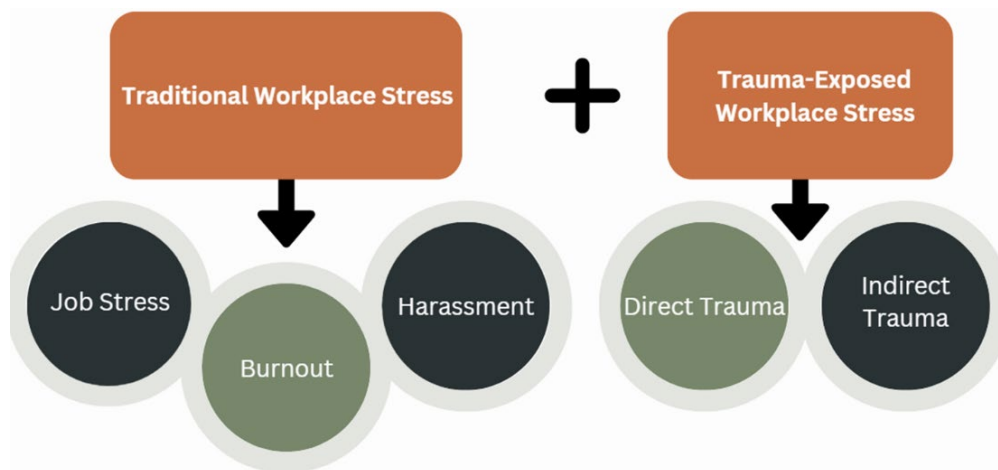 Traditional Workplace Stress
Trauma-Exposed
Workplace Stress
Job Stress
Burnout
Harassment
Direct Trauma
Indirect
Trauma